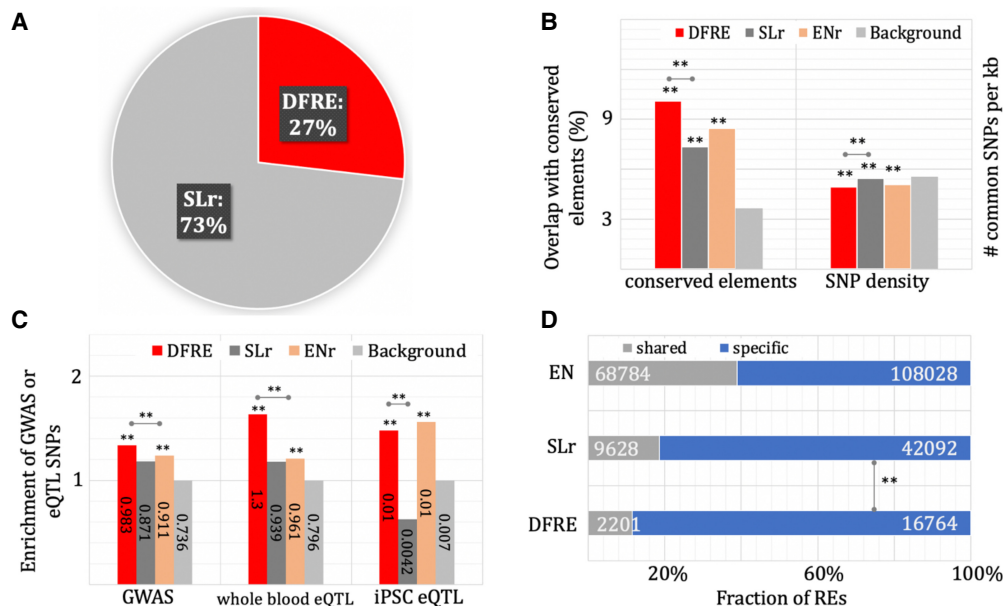 A
DFRE:
27%
SLr:
73%
B
DFRE SLr ENr Background
Overlap with conserved
elements (%)
9
3
**
**
**
**
**
**
**
**
# common SNPs per kb
conserved elements SNP density
C
DFRE SLr ENr Background
Enrichment of GWAS or
eQTL SNPs
2
1
**
**
**
**
**
**
**
**
**
0.983
0.871
0.911
0.736
1.3
0.939
0.961
0.796
0.01
0.0042
0.01
0.007
GWAS whole blood eQTL iPSC eQTL
D
shared specific
EN 68784 108028
SLr 9628 42092
**
DFRE 2201 16764
20% 60% 100%
Fraction of REs